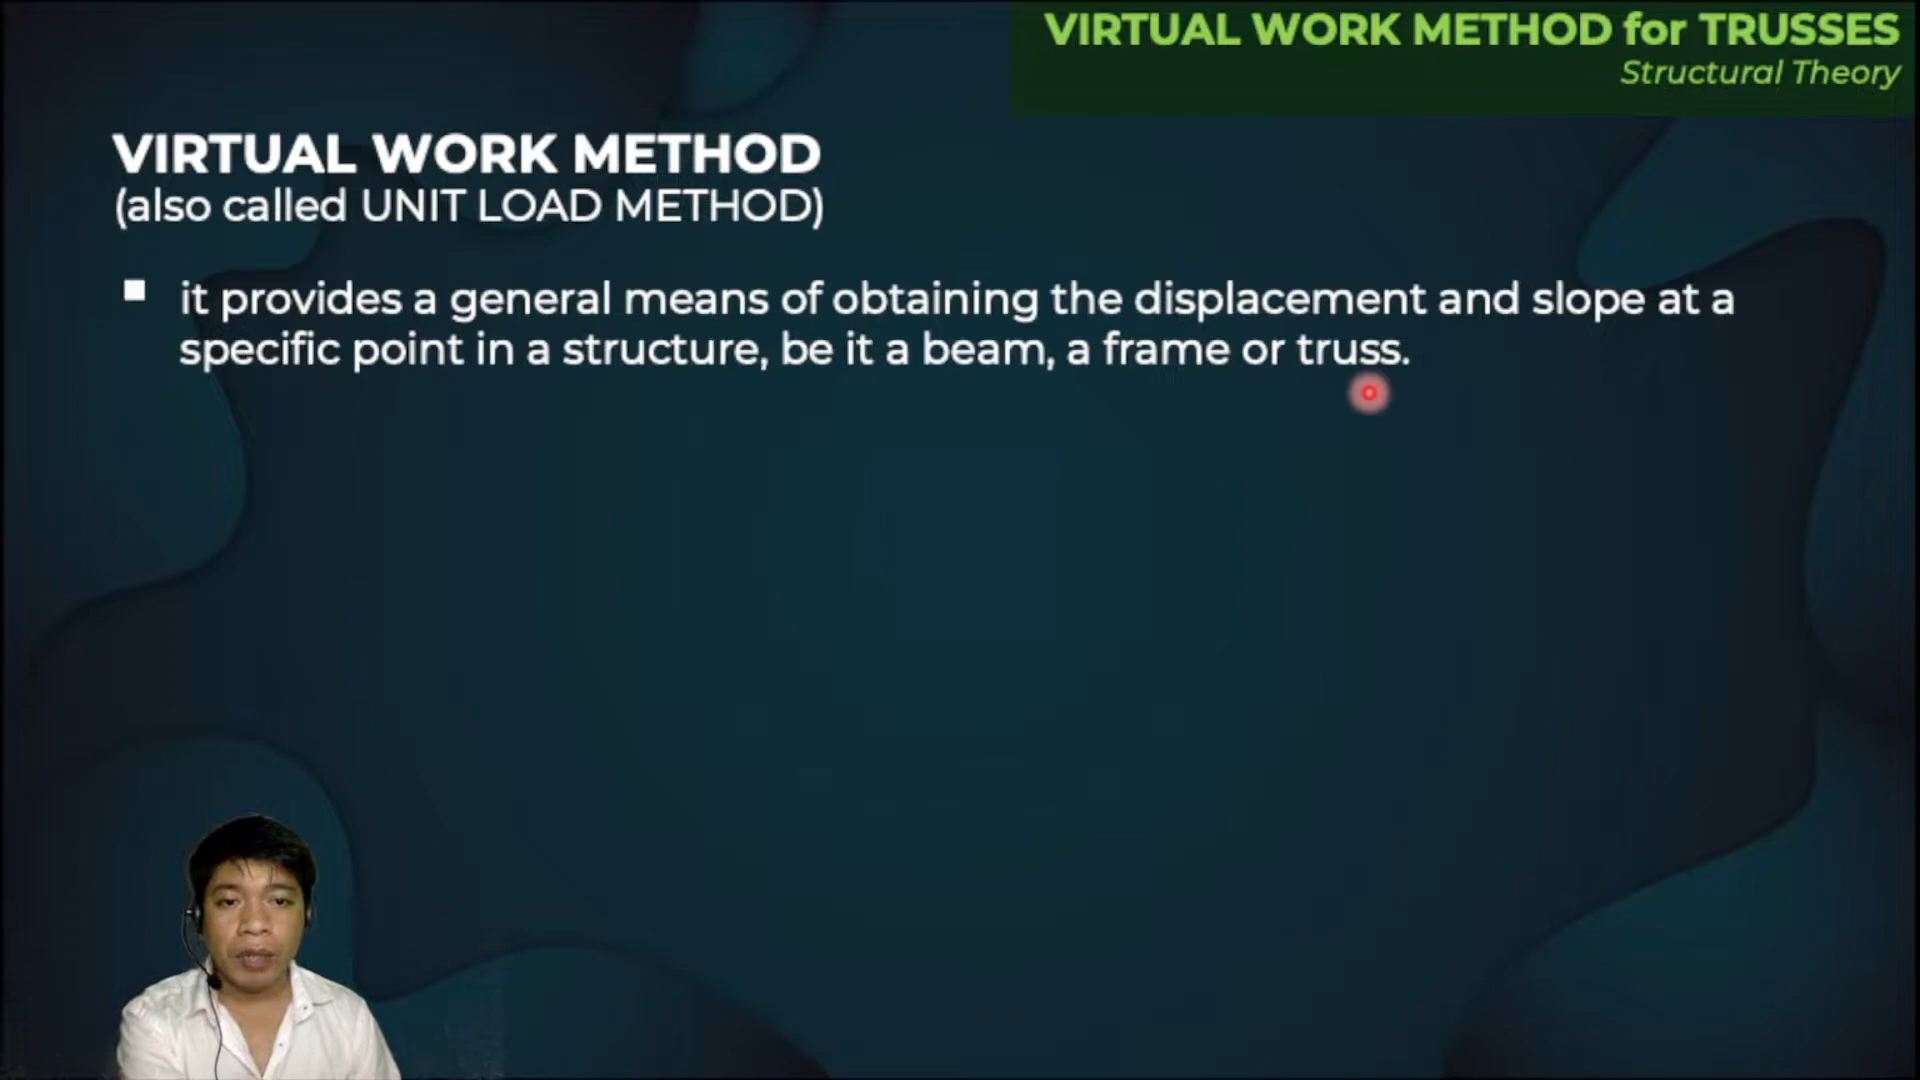 VIRTUAL WORK METHOD for TRUSSES
Structural Theory
VIRTUAL WORK METHOD
(also called UNIT LOAD METHOD)
it provides a general means of obtaining the displacement and slope at a
specific point in a structure, be it a beam, a frame or truss.